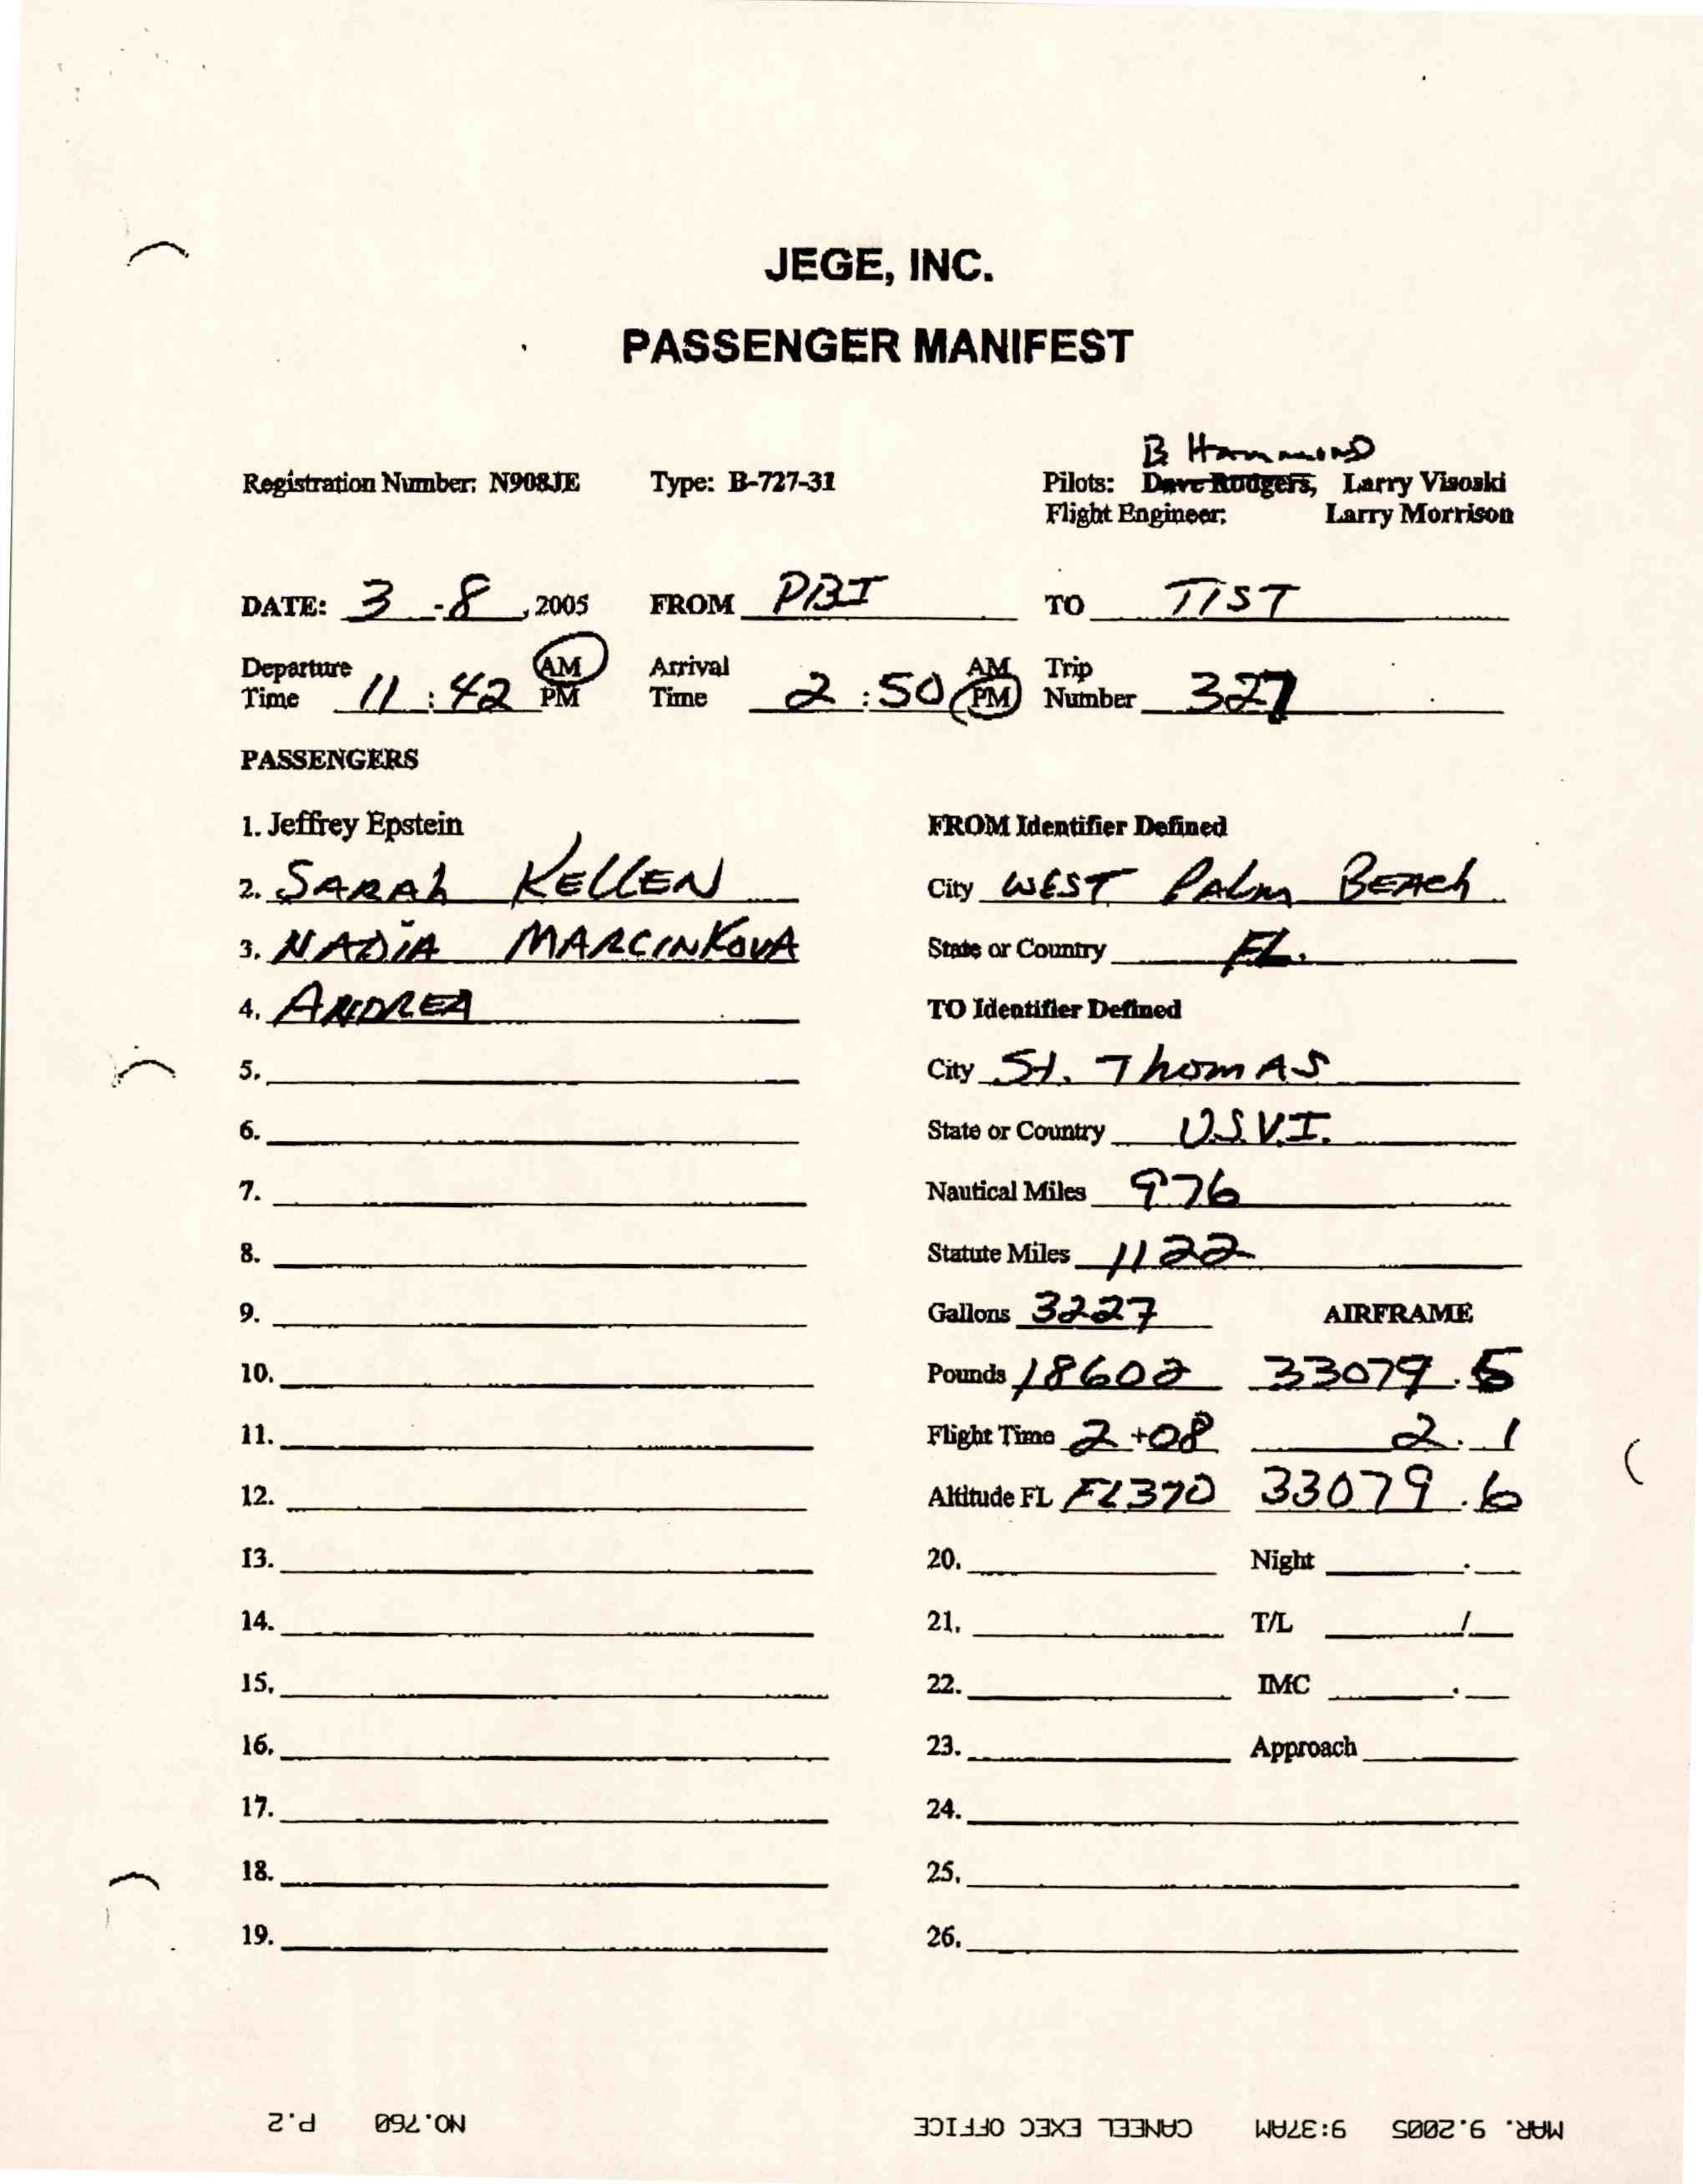 JEGE, INC.
PASSENGER MANIFEST
B Hammond
Registration Number: N908JE Type: B-727-31 Pilots: Dave Rodgers, Larry Visoski
Flight Engineer: Larry Morrison
DATE: 3 - 8, 2005 FROM PBI TO TIST
Departure Time 11:42 AM PM Arrival Time 2:50 AM PM Trip Number 327
PASSENGERS
1. Jeffrey Epstein FROM Identifier Defined
2. SARAh KEllEN City WEST PAlm BEAch
3. NADIA MARCINKOVA State or Country FL.
4. ANDREA TO Identifier Defined
5. City St. ThomAS
6. State or Country U.S.V.I.
7. Nautical Miles 976
8. Statute Miles 1122
9. Gallons 3227 AIRFRAME
10. Pounds 18602 33079.5
11. Flight Time 2+08 2.1
12. Altitude FL FL370 33079.6
13. 20. Night .
14. 21. T/L /
15. 22. IMC .
16. 23. Approach
17. 24.
18. 25.
19. 26.
MAR. 9.2005 9:37AM CANEEL EXEC OFFICE NO.760 P.2